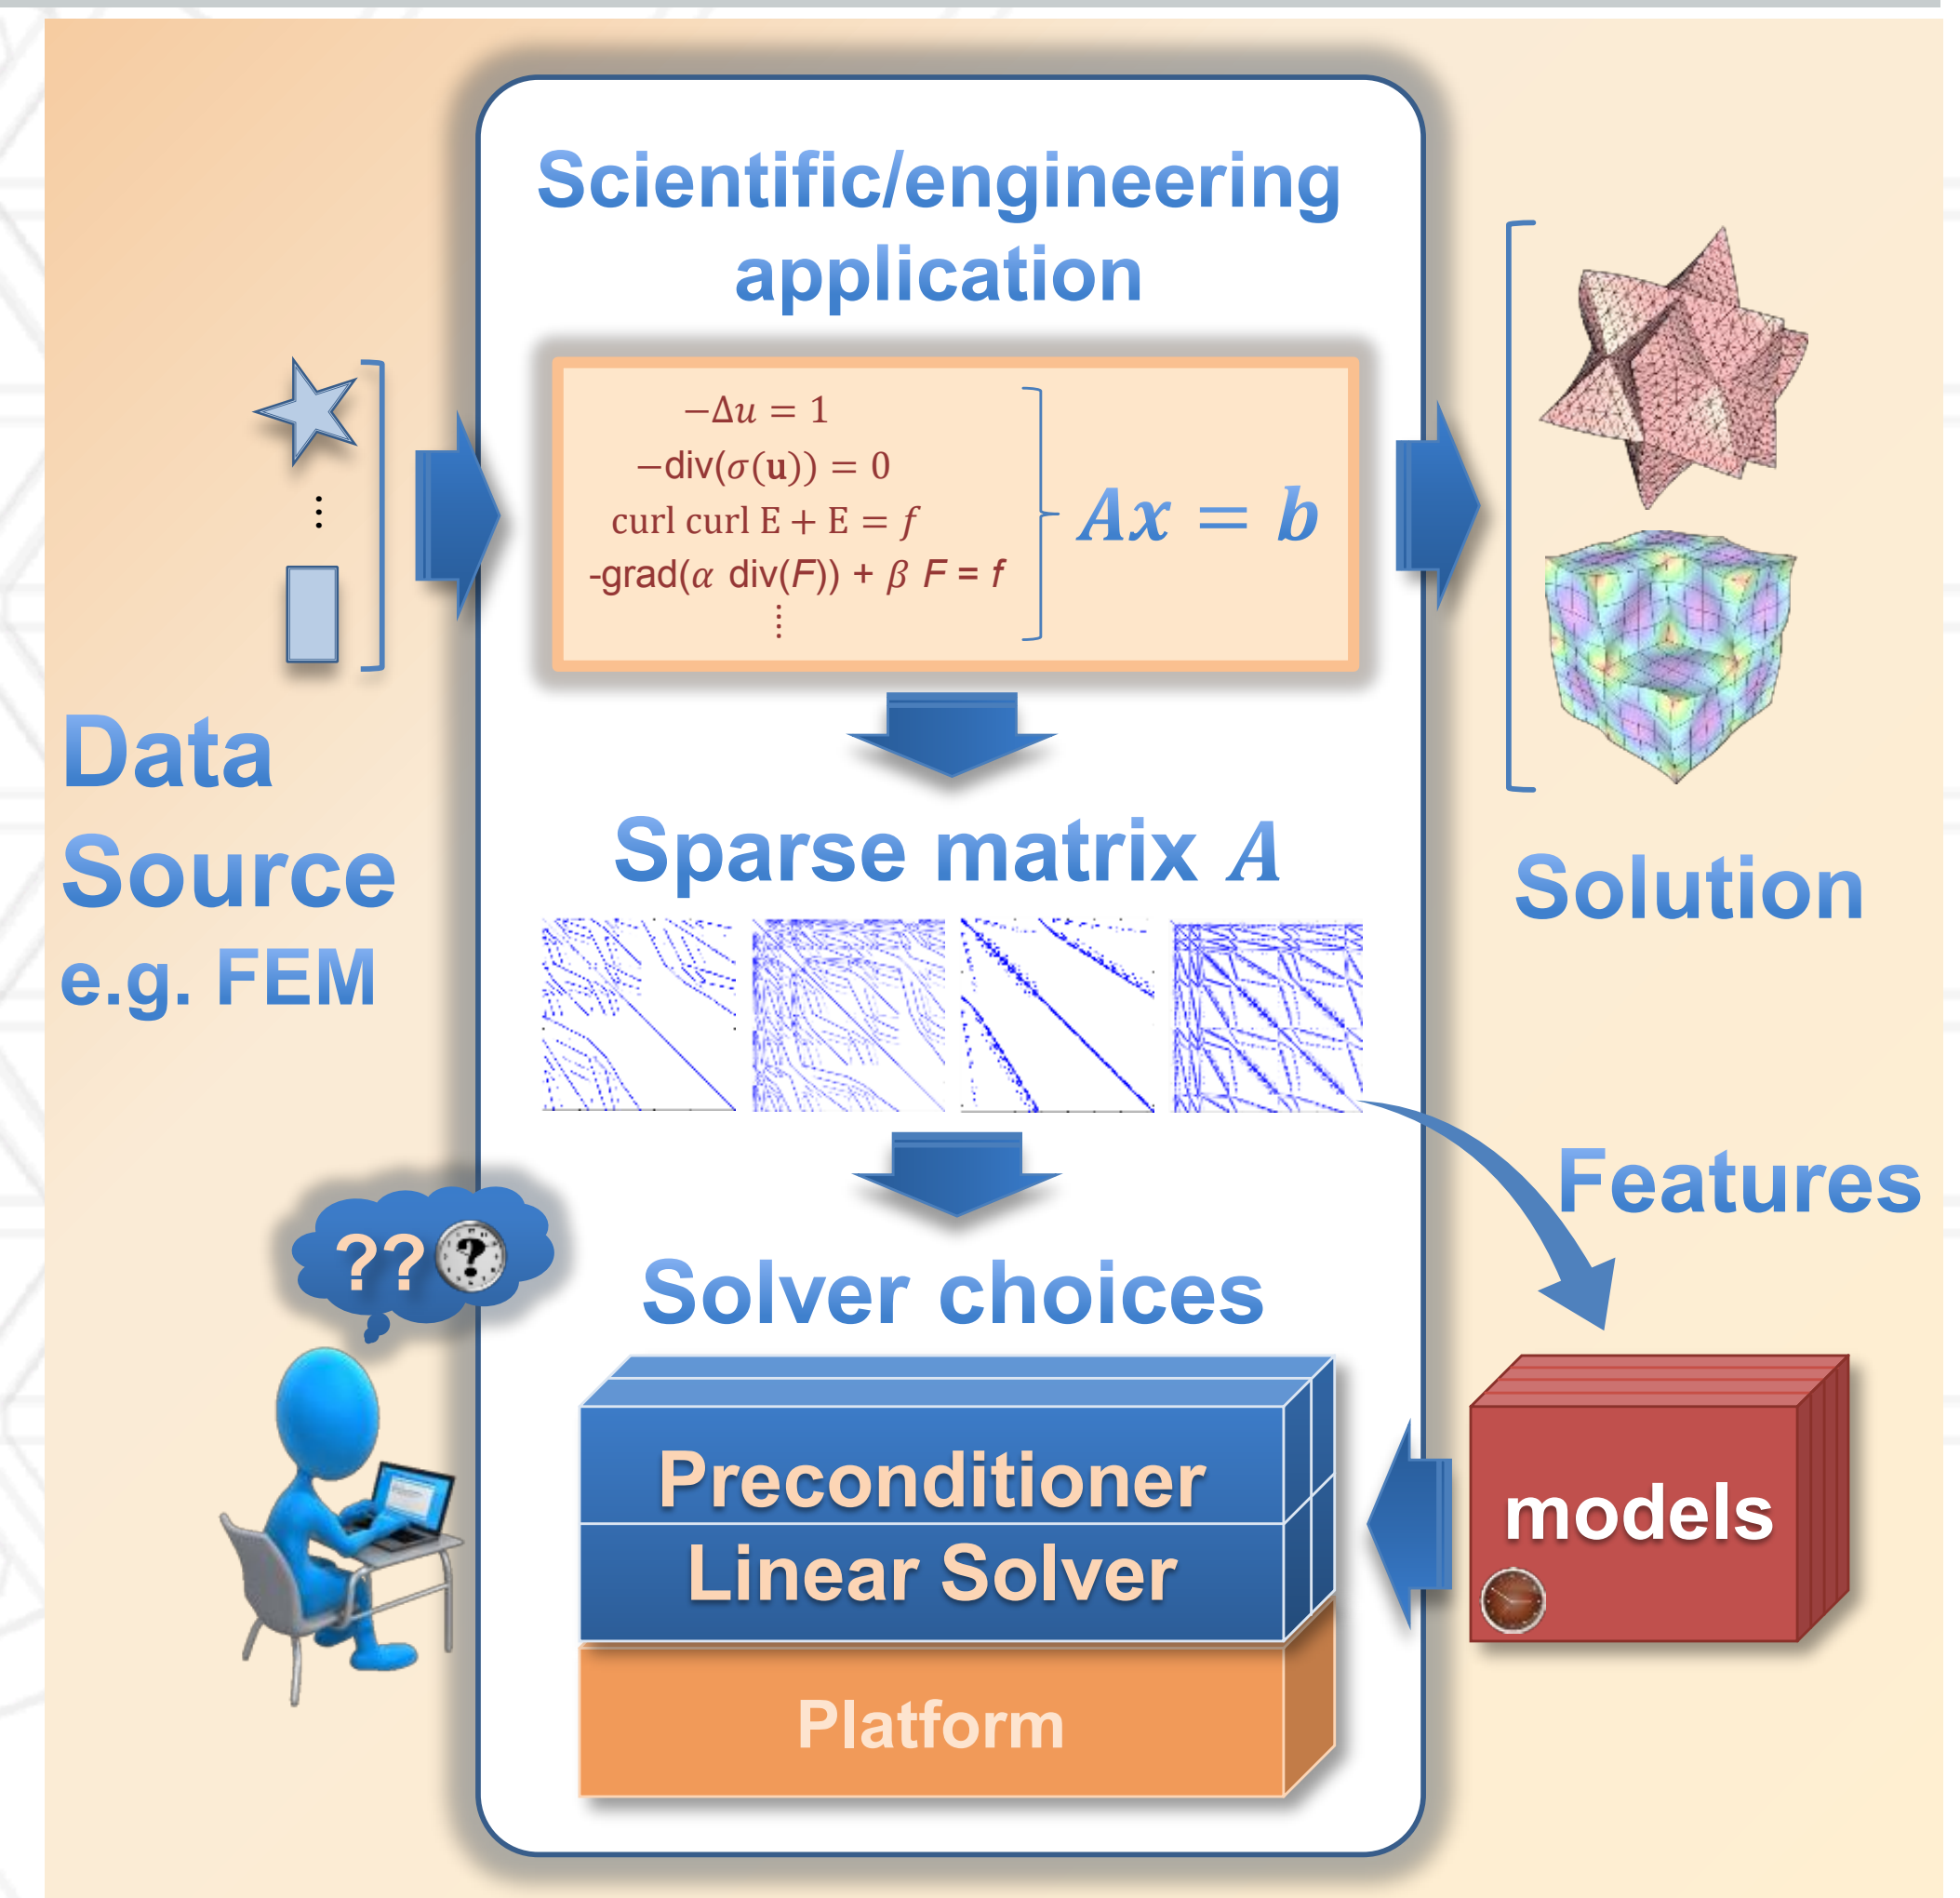 Scientific/engineering
application
−Δu = 1
−div(σ(u)) = 0
curl curl E + E = f
-grad(α div(F)) + β F = f
⋮
Ax = b
⋮
Data
Source
e.g. FEM
Solution
Sparse matrix A
Features
??
?
Solver choices
Preconditioner
Linear Solver
Platform
models